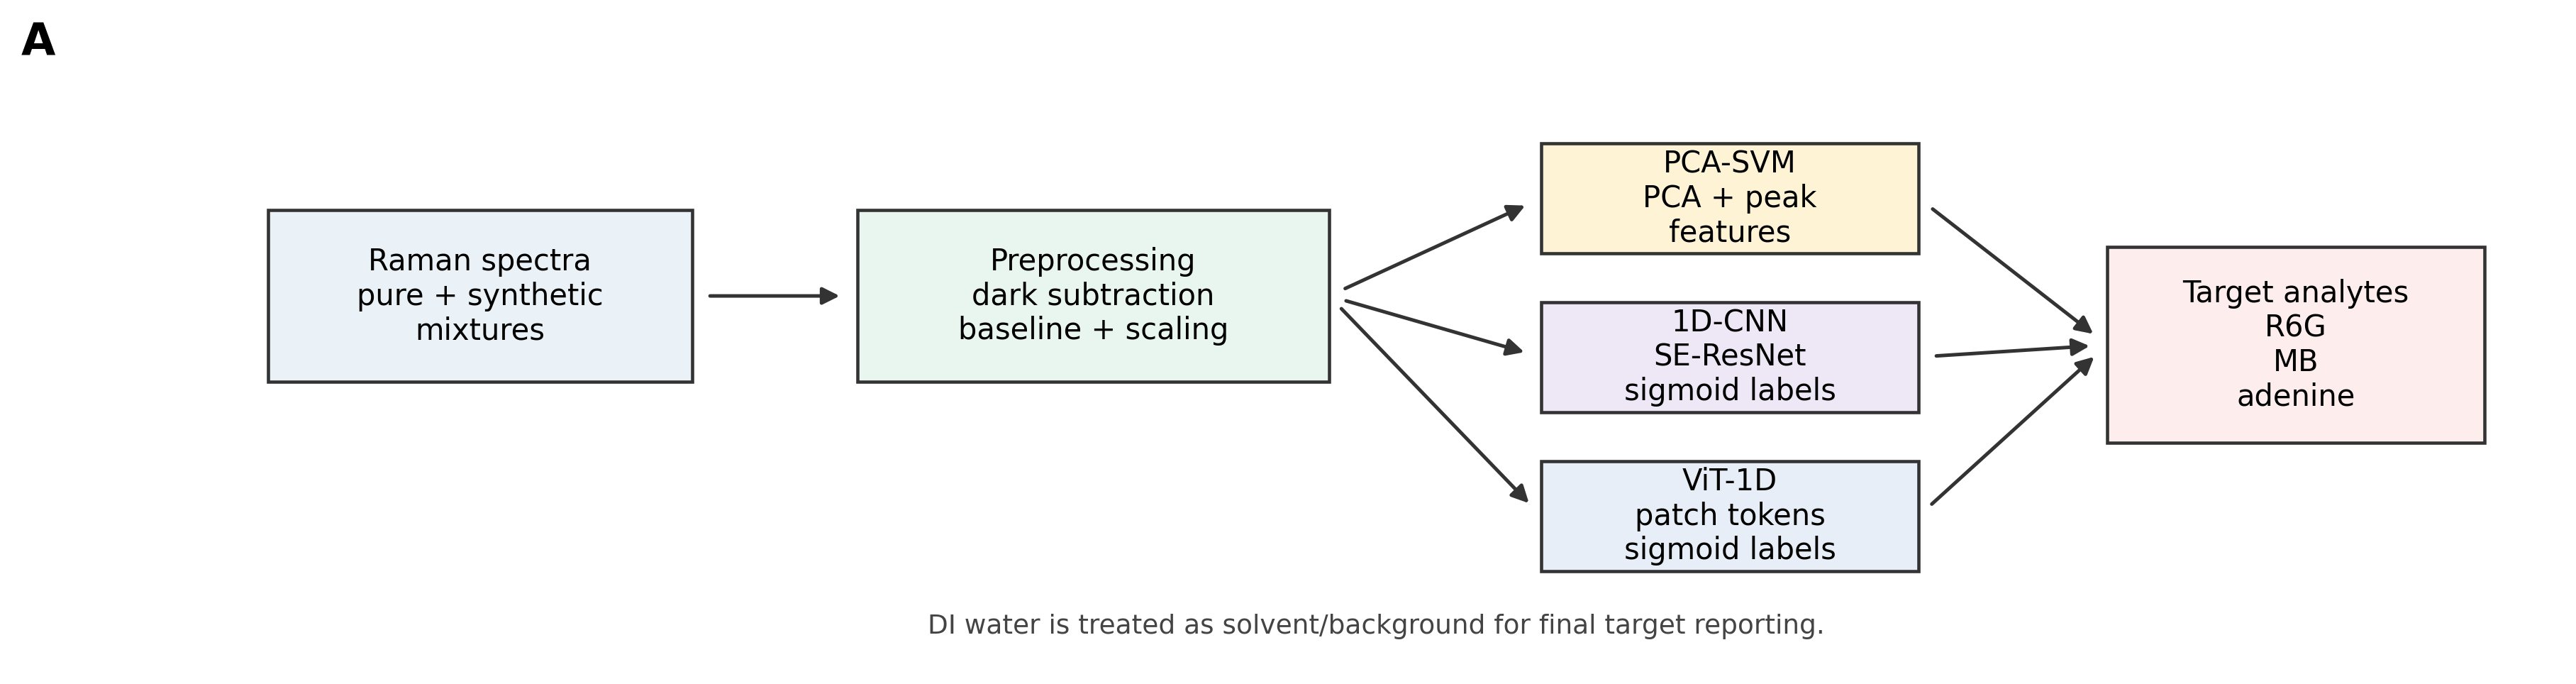 A
Raman spectra
pure + synthetic
mixtures
Preprocessing
dark subtraction
baseline + scaling
PCA-SVM
PCA + peak
features
1D-CNN
SE-ResNet
sigmoid labels
ViT-1D
patch tokens
sigmoid labels
Target analytes
R6G
MB
adenine
DI water is treated as solvent/background for final target reporting.